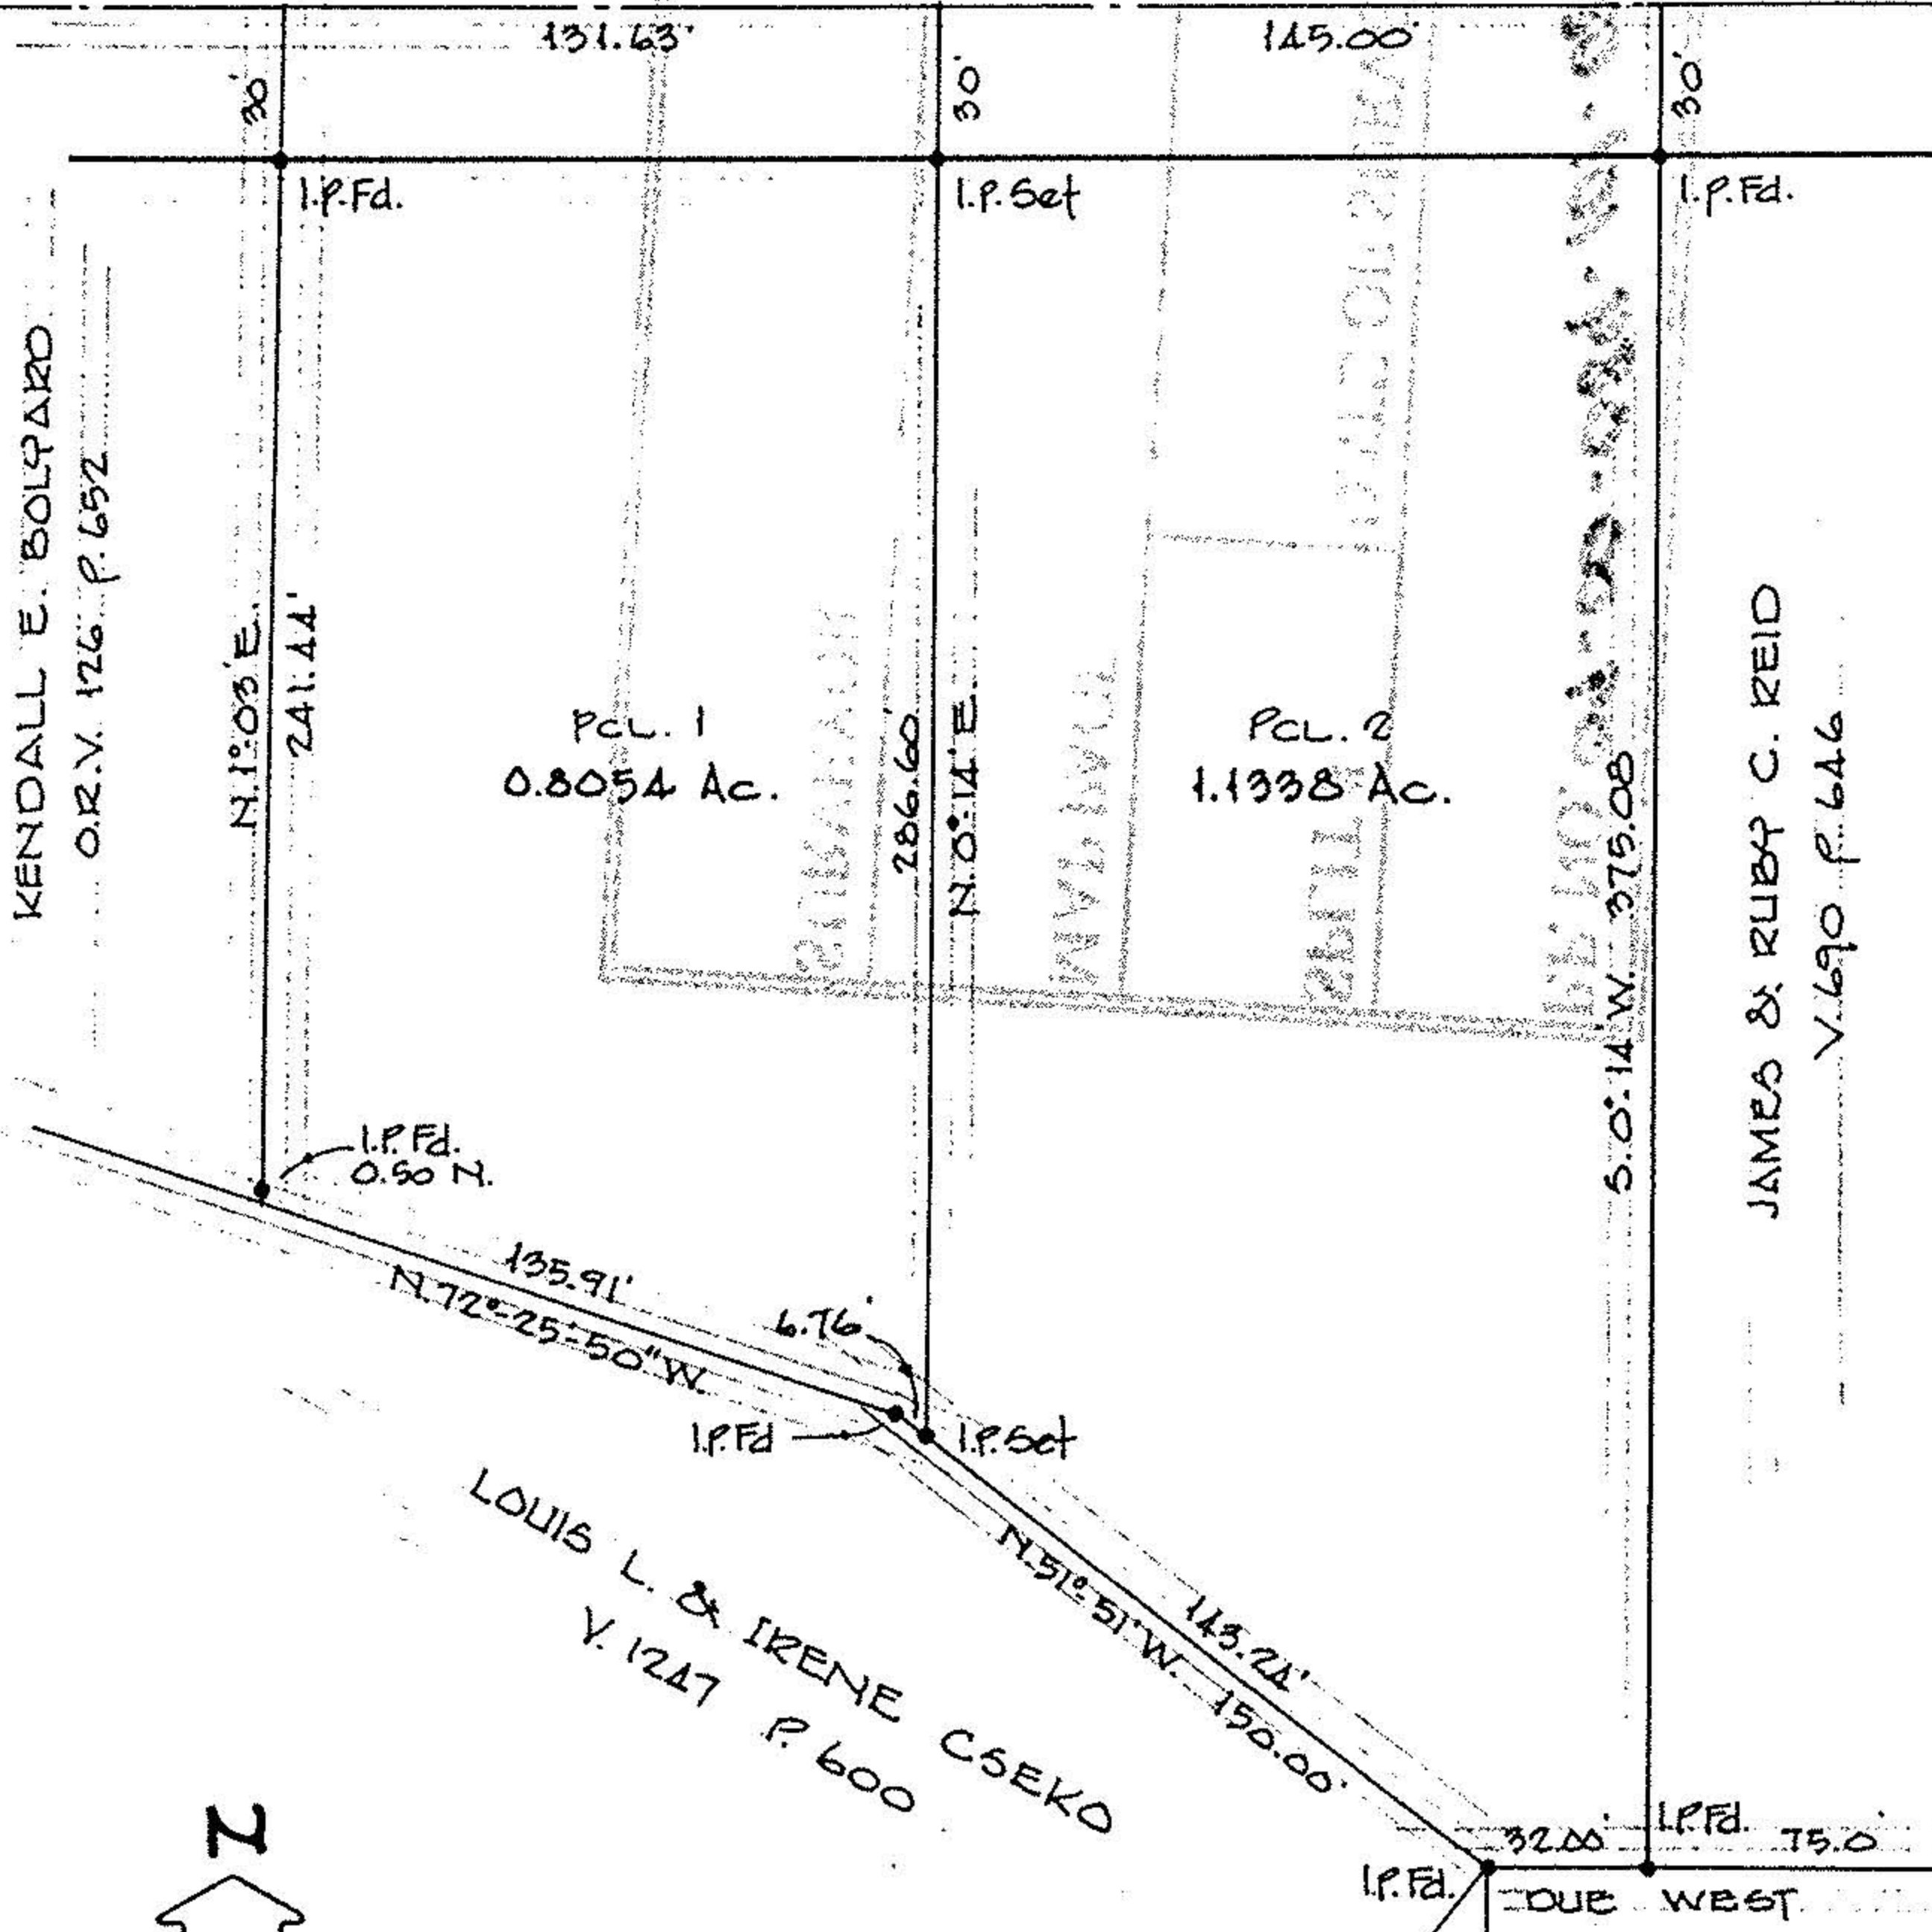 131.63'
145.00'
30'
30'
30'
I.P. Fd.
I.P. Set
I.P. Fd.
KENDALL E. BOLYARD
O.R.V. 126 P. 652
N. 1°-03' E.
241.44'
PCL. 1
0.8054 Ac.
286.60'
N. 0°-14' E.
PCL. 2
1.1338 Ac.
S. 0°-14' W. 375.08'
JAMES & RUBY C. REID
V. 690 P. 646
I.P. Fd.
0.50 N.
135.91'
N. 72°-25'-50" W.
6.76'
I.P. Fd
I.P. Set
LOUIS L. & IRENE CSEKO
V. 1247 P. 600
N. 51°-51' W. 150.00'
143.24'
N
32.00'
I.P. Fd.
75.0'
I.P. Fd.
DUE WEST